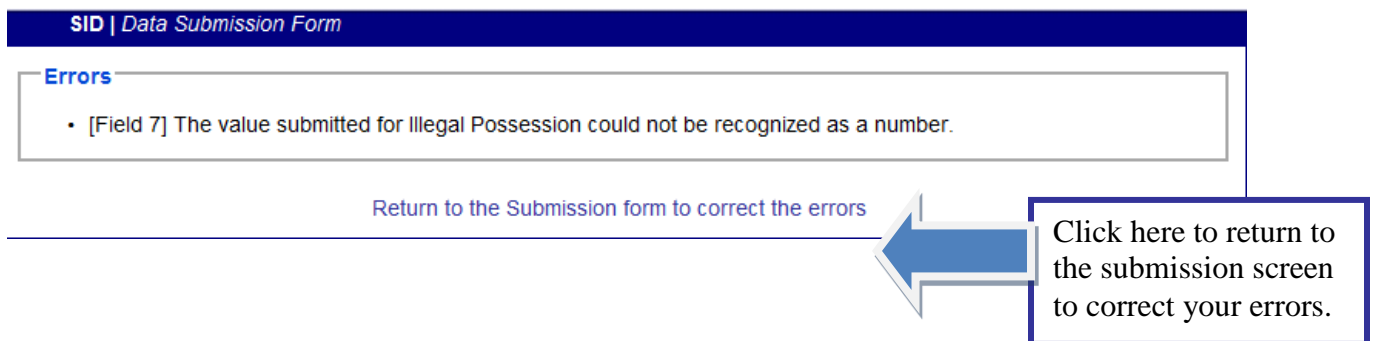 SID | Data Submission Form
Errors
• [Field 7] The value submitted for Illegal Possession could not be recognized as a number.
Return to the Submission form to correct the errors
Click here to return to
the submission screen
to correct your errors.